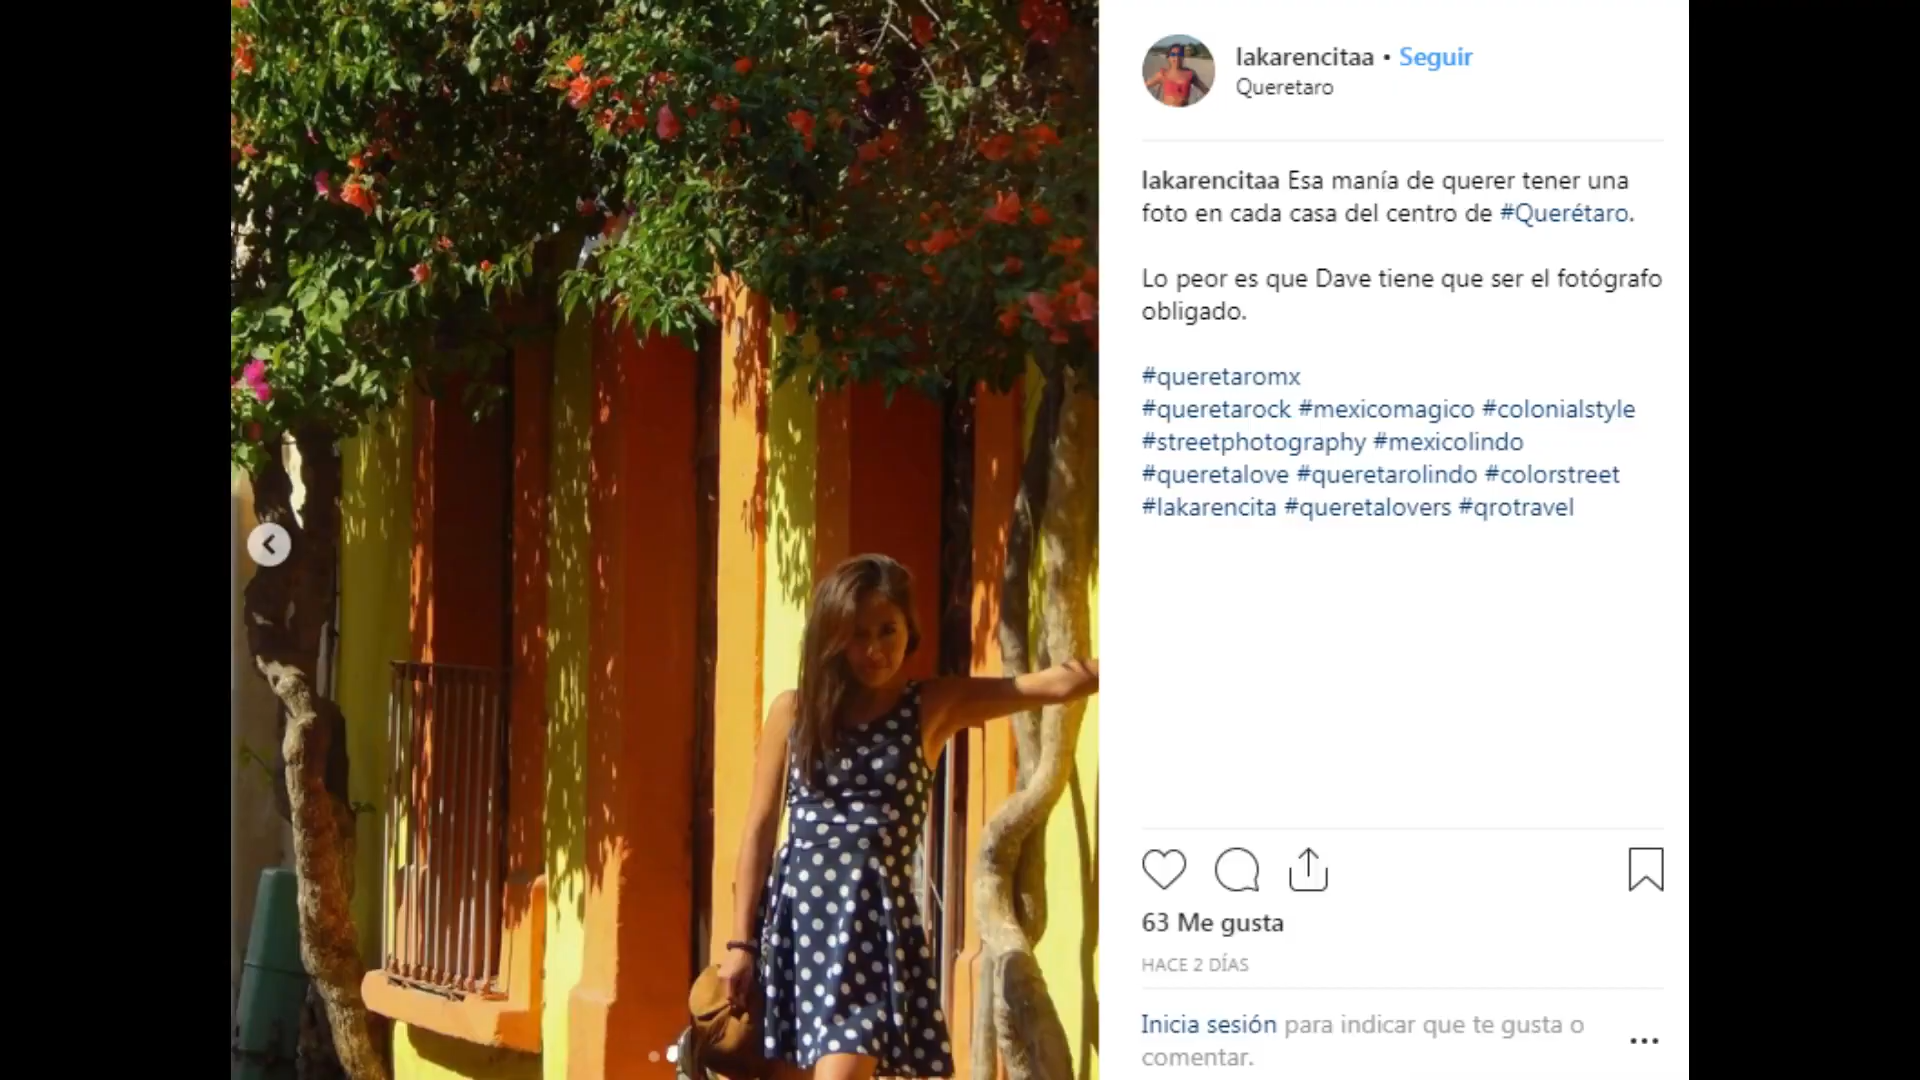 lakarencitaa • Seguir
Queretaro
lakarencitaa Esa manía de querer tener una
foto en cada casa del centro de #Querétaro.
Lo peor es que Dave tiene que ser el fotógrafo
obligado.
#queretaromx
#queretarock #mexicomagico #colonialstyle
#streetphotography #mexicolindo
#queretalove #queretarolindo #colorstreet
#lakarencita #queretalovers #qrotravel
63 Me gusta
HACE 2 DÍAS
Inicia sesión para indicar que te gusta o
comentar.